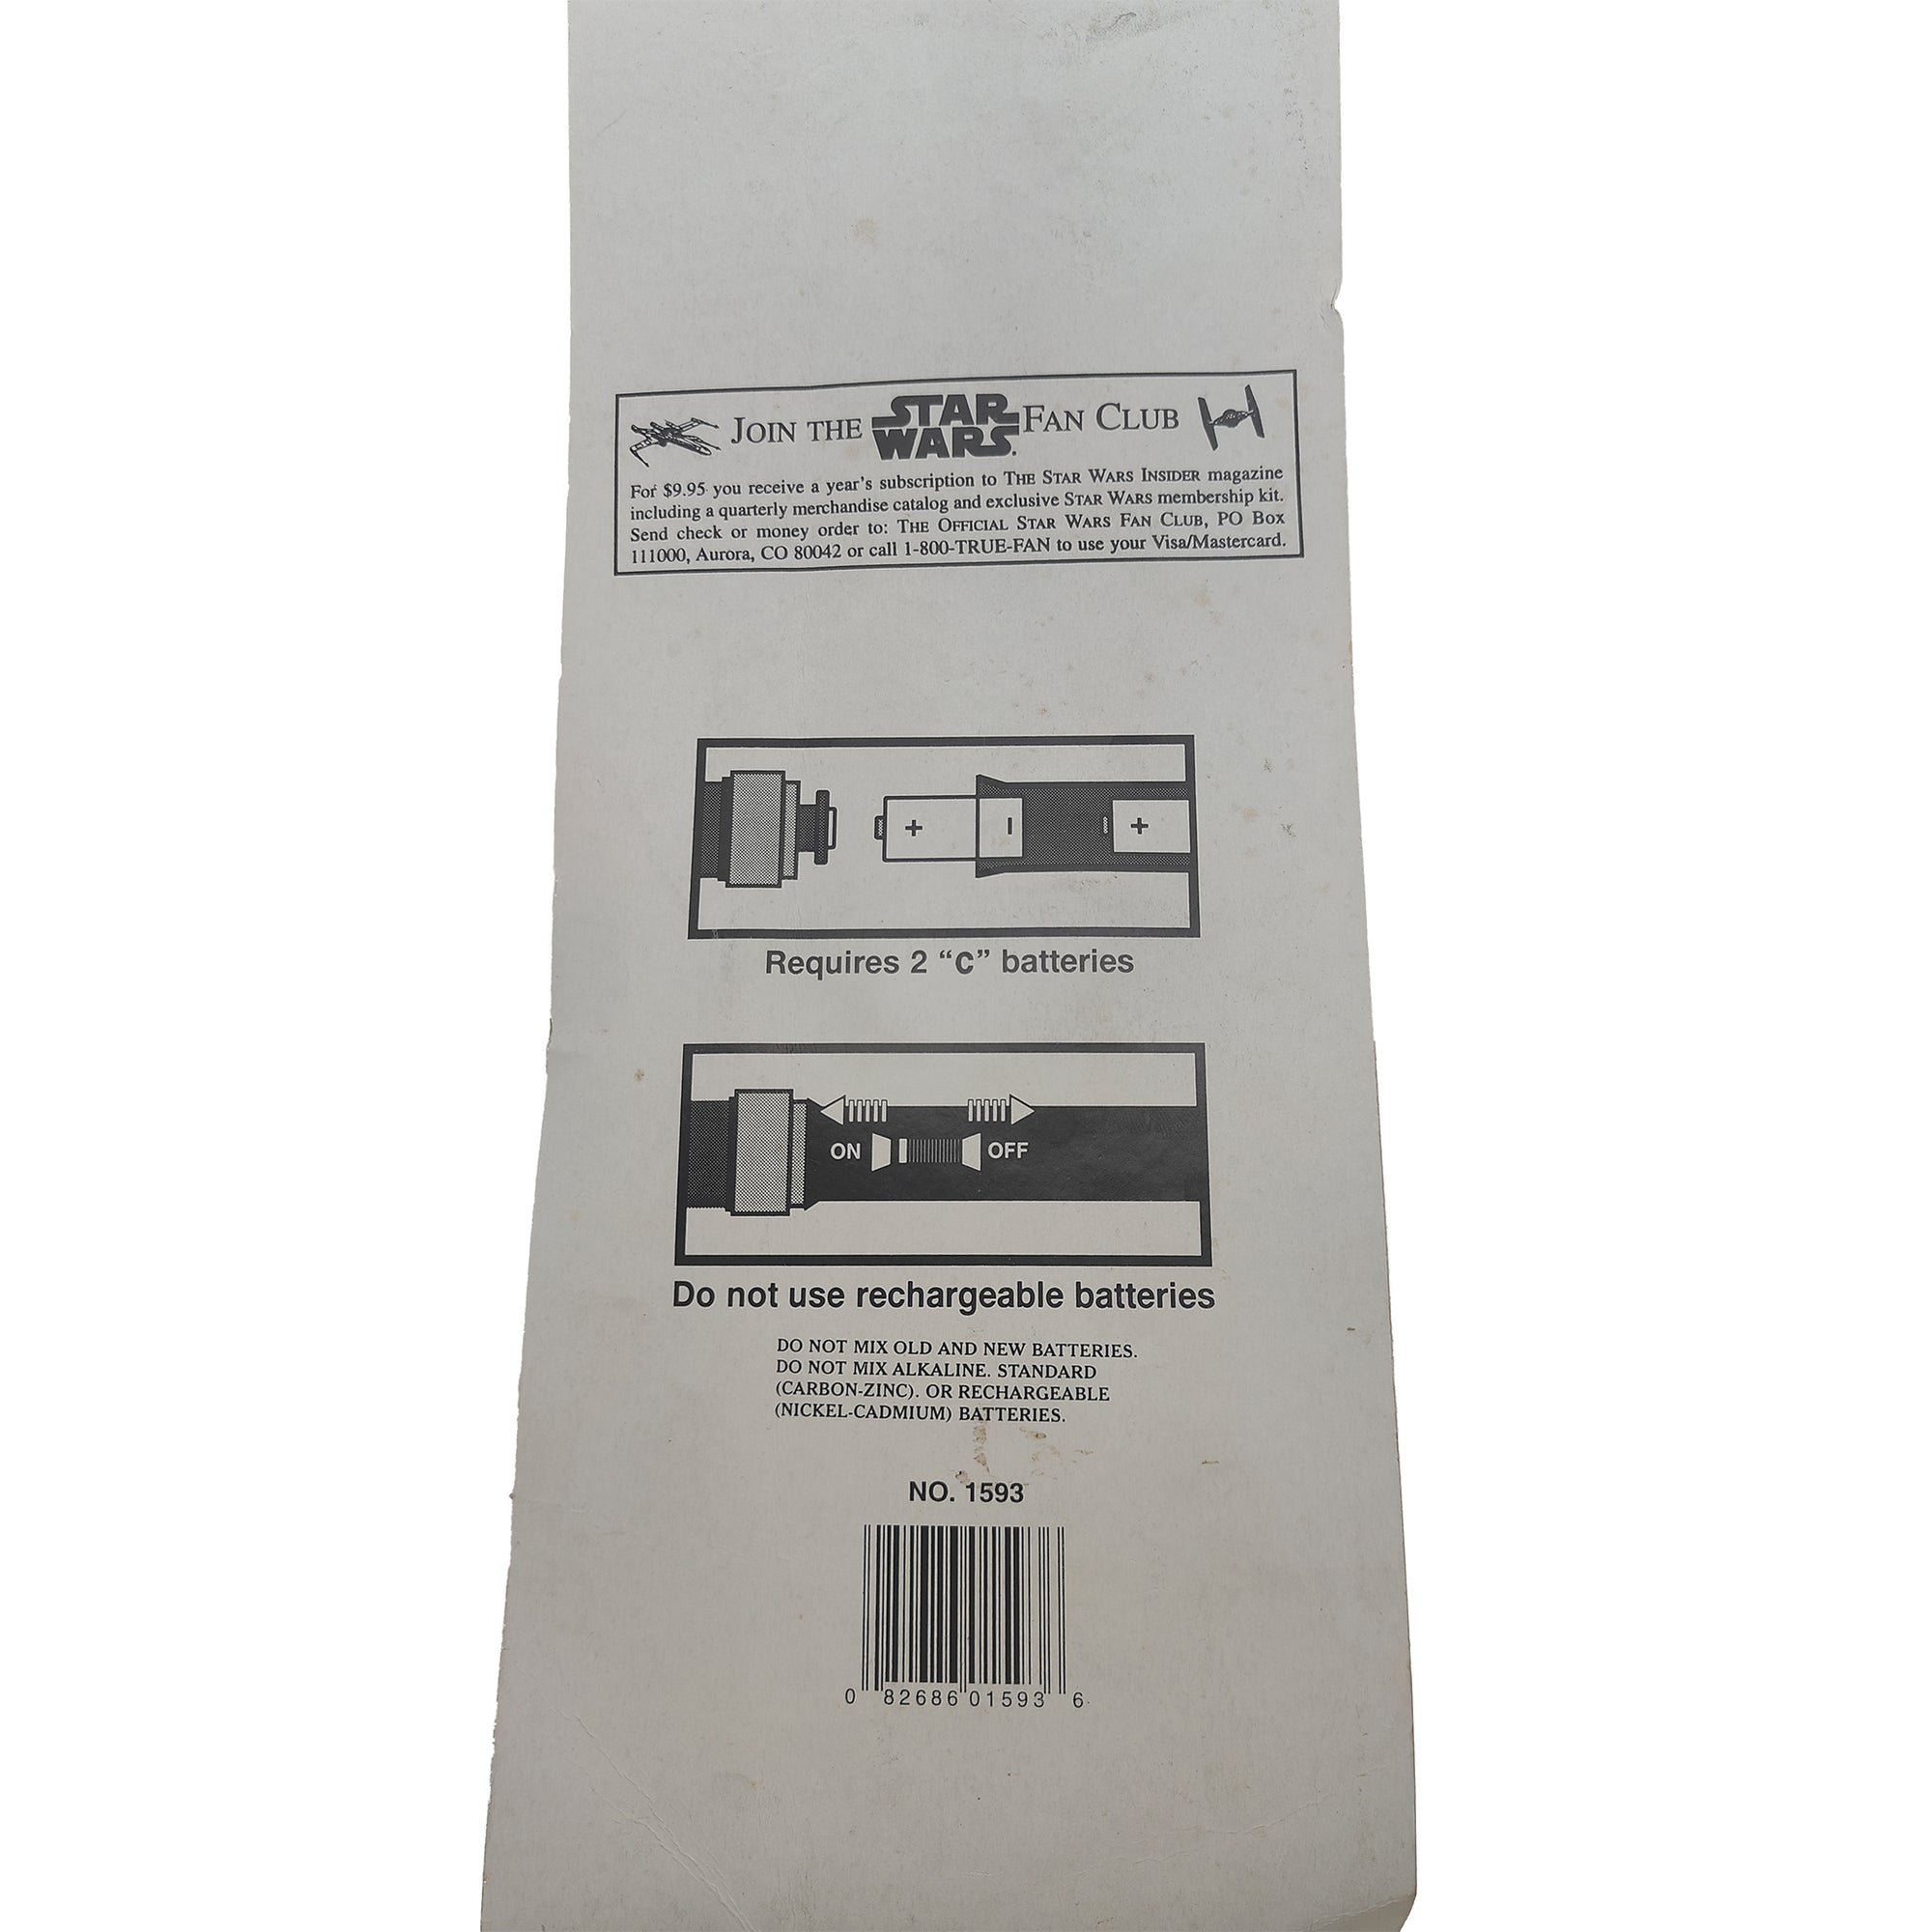 JOIN THE STAR WARS. FAN CLUB
For $9.95 you receive a year's subscription to THE STAR WARS INSIDER magazine
including a quarterly merchandise catalog and exclusive STAR WARS membership kit.
Send check or money order to: THE OFFICIAL STAR WARS FAN CLUB, PO Box
111000, Aurora, CO 80042 or call 1-800-TRUE-FAN to use your Visa/Mastercard.
+ - +
Requires 2 “C” batteries
ON OFF
Do not use rechargeable batteries
DO NOT MIX OLD AND NEW BATTERIES.
DO NOT MIX ALKALINE. STANDARD
(CARBON-ZINC). OR RECHARGEABLE
(NICKEL-CADMIUM) BATTERIES.
NO. 1593
0 82686 01593 6